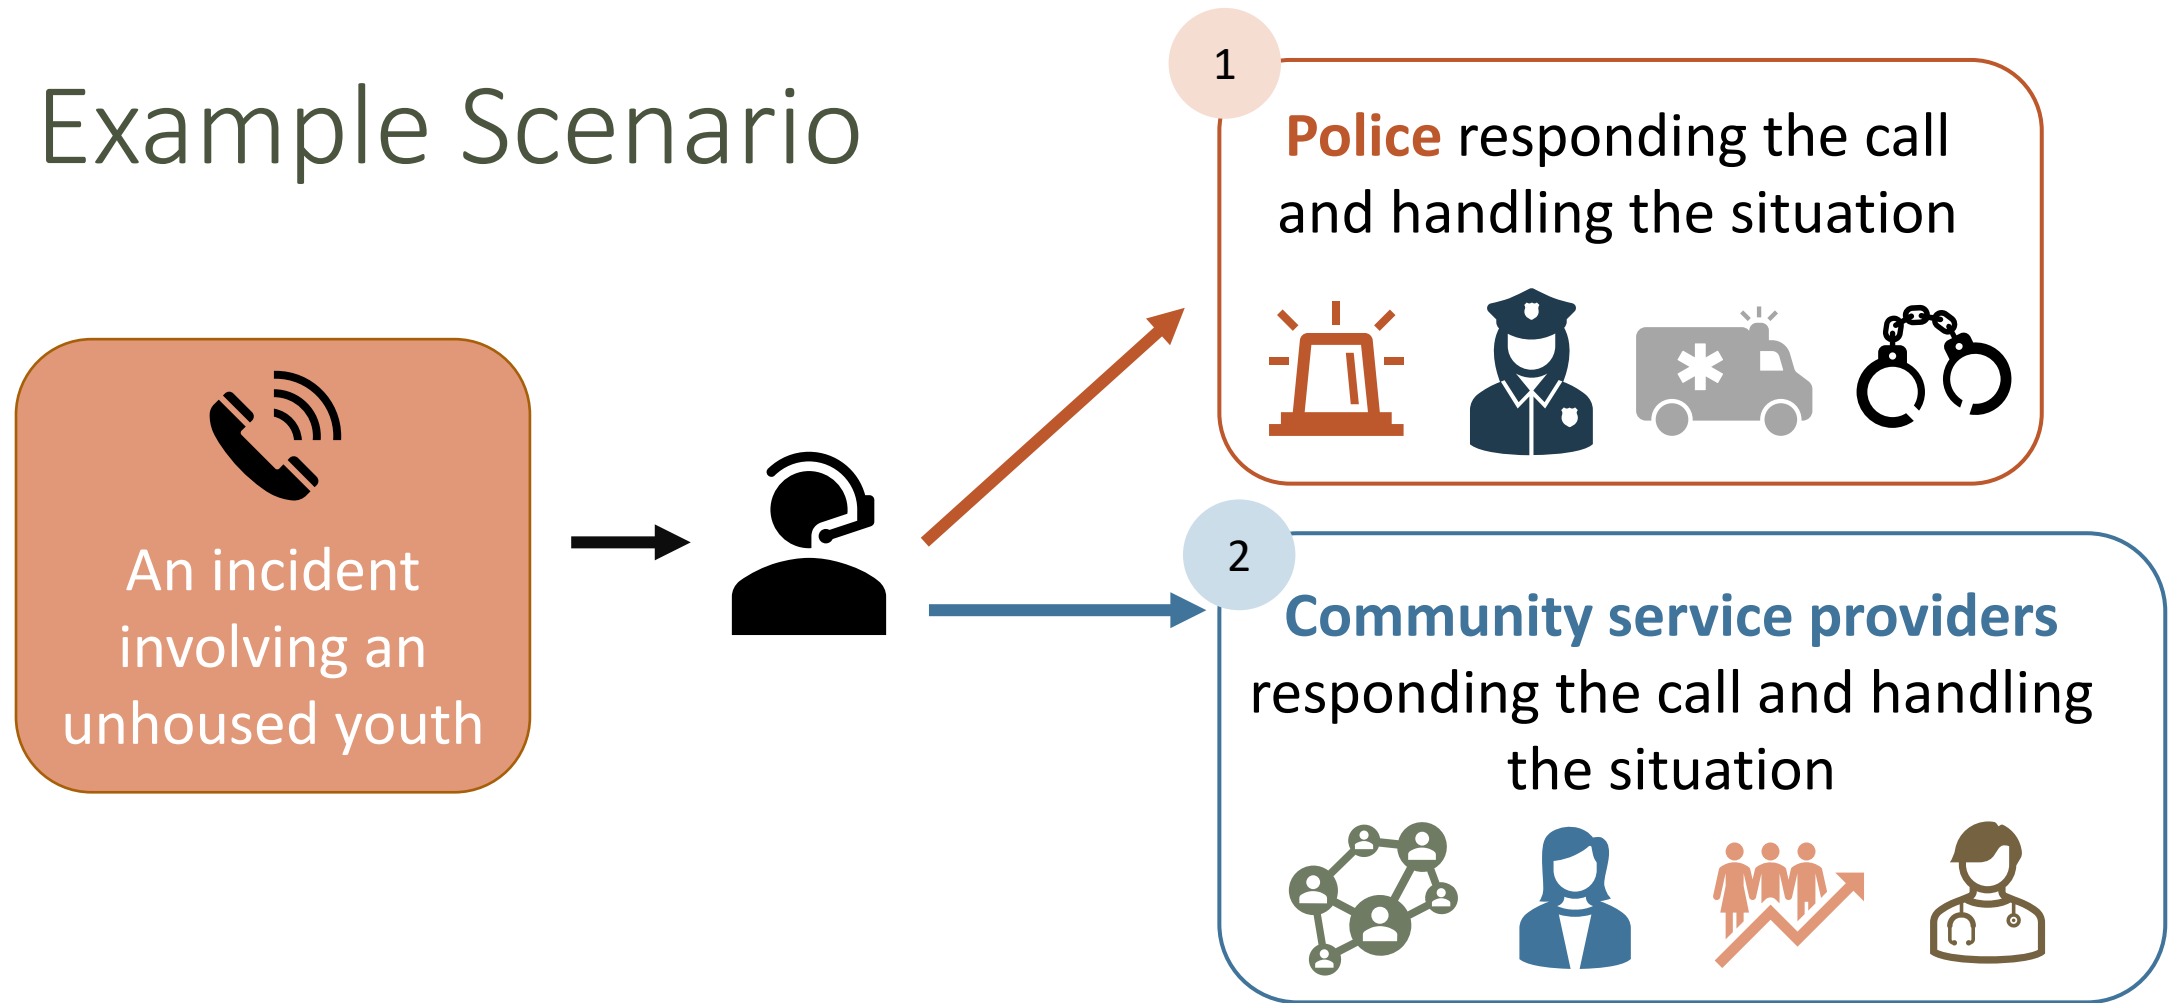 Example Scenario
An incident
involving an
unhoused youth
1
Police responding the call
and handling the situation
2
Community service providers
responding the call and handling
the situation